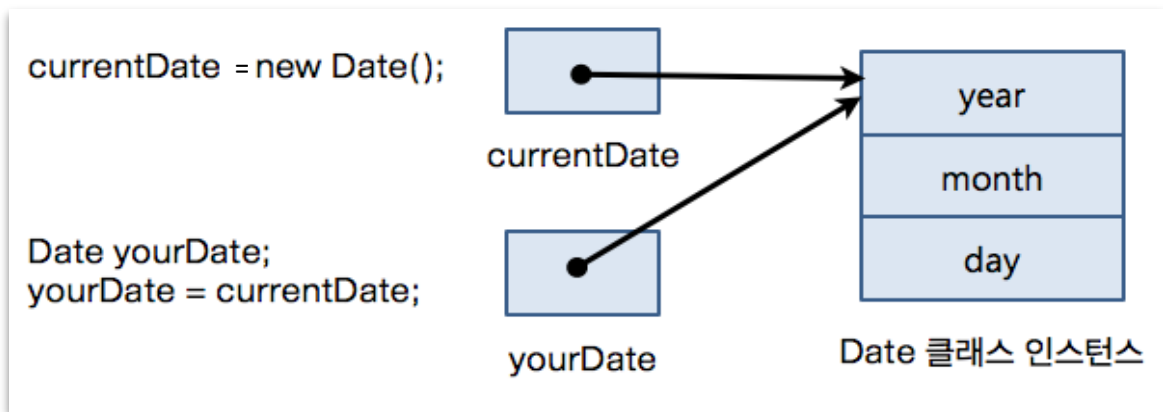 currentDate = new Date();
currentDate
year
month
day
Date yourDate;
yourDate = currentDate;
yourDate
Date 클래스 인스턴스